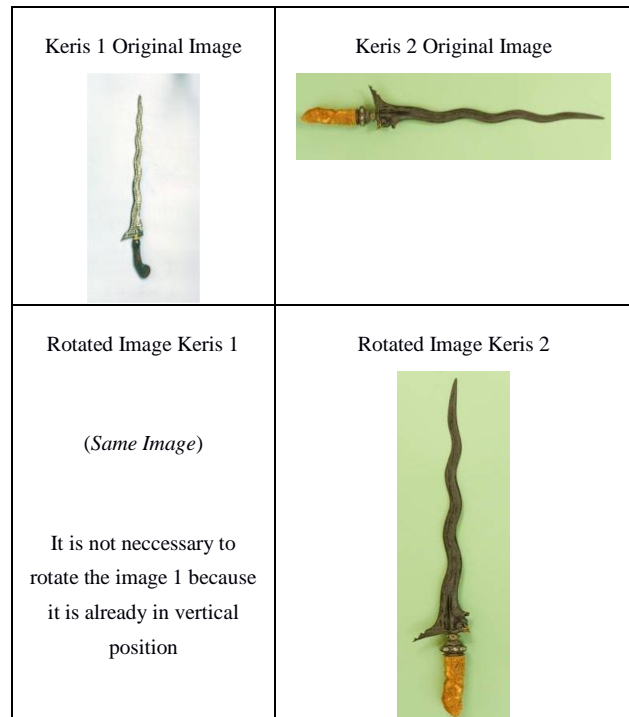 Keris 1 Original Image
Keris 2 Original Image
Rotated Image Keris 1
(Same Image)
It is not neccessary to
rotate the image 1 because
it is already in vertical
position
Rotated Image Keris 2